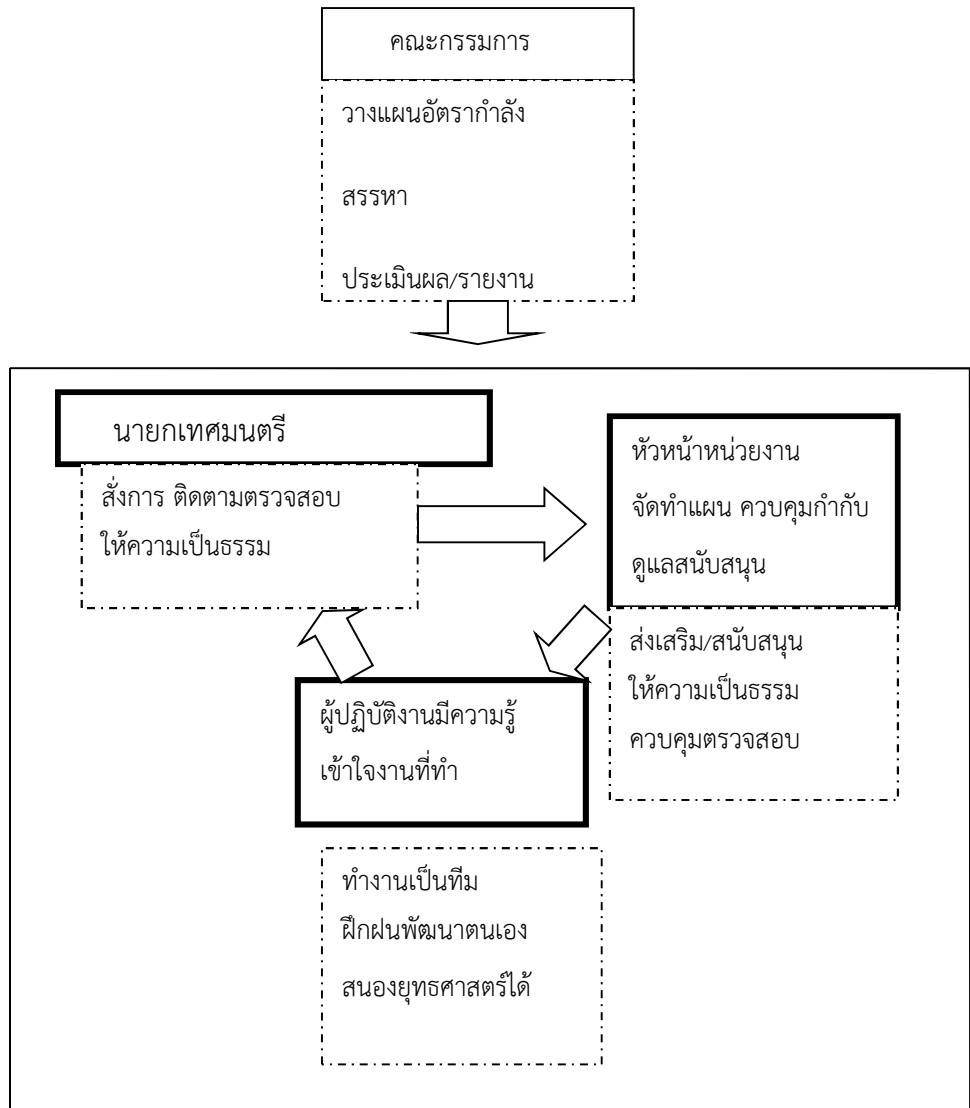 คณะกรรมการ
วางแผนอัตรากำลัง
สรรหา
ประเมินผล/รายงาน
นายกเทศมนตรี
สั่งการ ติดตามตรวจสอบ
ให้ความเป็นธรรม
หัวหน้าหน่วยงาน
จัดทำแผน ควบคุมกำกับ
ดูแลสนับสนุน
ส่งเสริม/สนับสนุน
ให้ความเป็นธรรม
ควบคุมตรวจสอบ
ผู้ปฏิบัติงานมีความรู้
เข้าใจงานที่ทำ
ทำงานเป็นทีม
ฝึกฝนพัฒนาตนเอง
สนองยุทธศาสตร์ได้